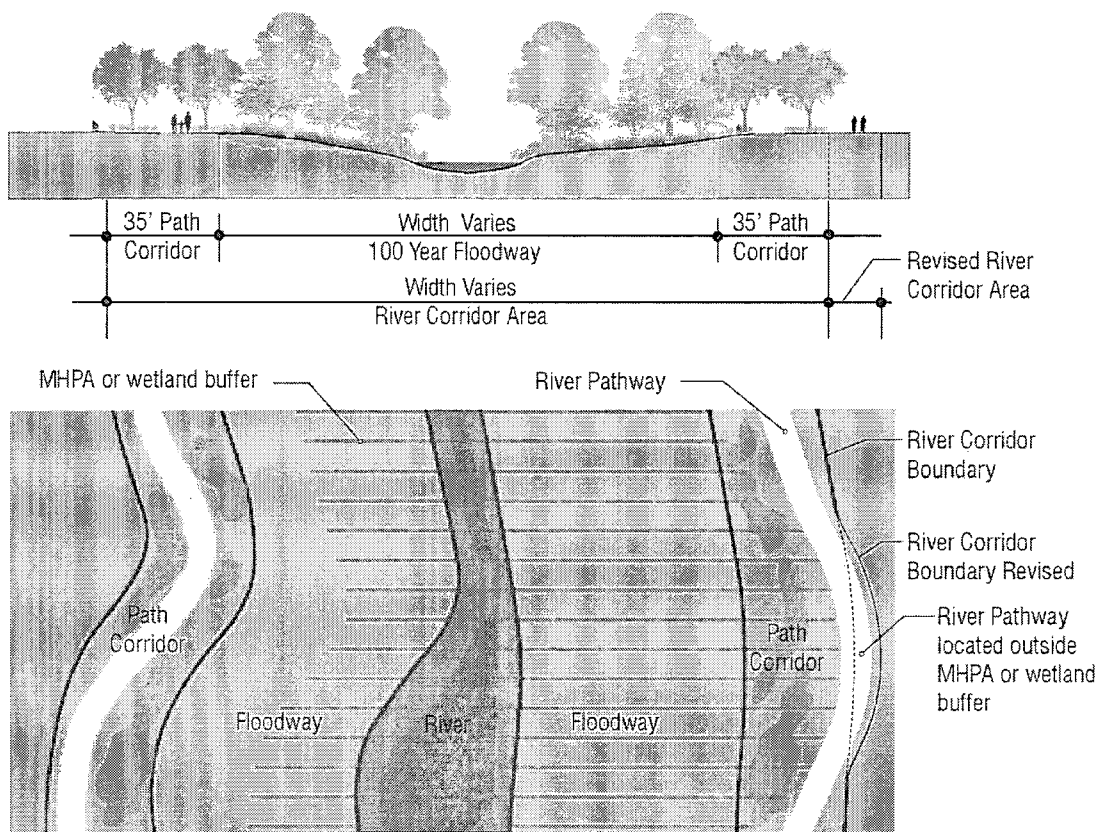 35' Path
Corridor
Width Varies
100 Year Floodway
35' Path
Corridor
Width Varies
River Corridor Area
Revised River
Corridor Area
MHPA or wetland buffer
River Pathway
River Corridor
Boundary
River Corridor
Boundary Revised
River Pathway
located outside
MHPA or wetland
buffer
Path
Corridor
Path
Corridor
Floodway
River
Floodway